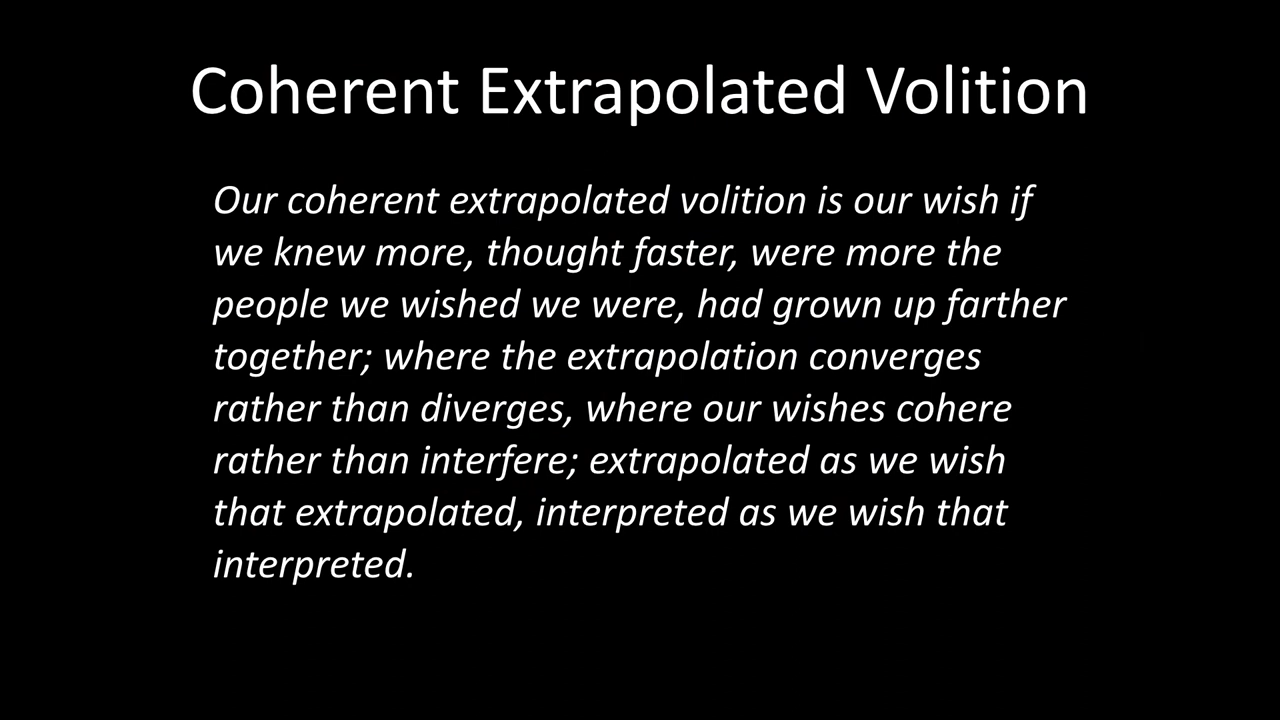 Coherent Extrapolated Volition
Our coherent extrapolated volition is our wish if
we knew more, thought faster, were more the
people we wished we were, had grown up farther
together; where the extrapolation converges
rather than diverges, where our wishes cohere
rather than interfere; extrapolated as we wish
that extrapolated, interpreted as we wish that
interpreted.